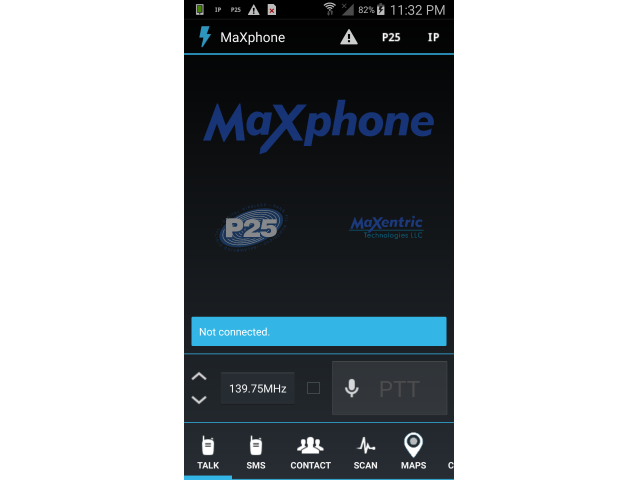 IP P25 82% 11:32 PM
MaXphone P25 IP
MaXphone
P25
MaXentric
Technologies LLC
Not connected.
139.75MHz PTT
TALK SMS CONTACT SCAN MAPS C